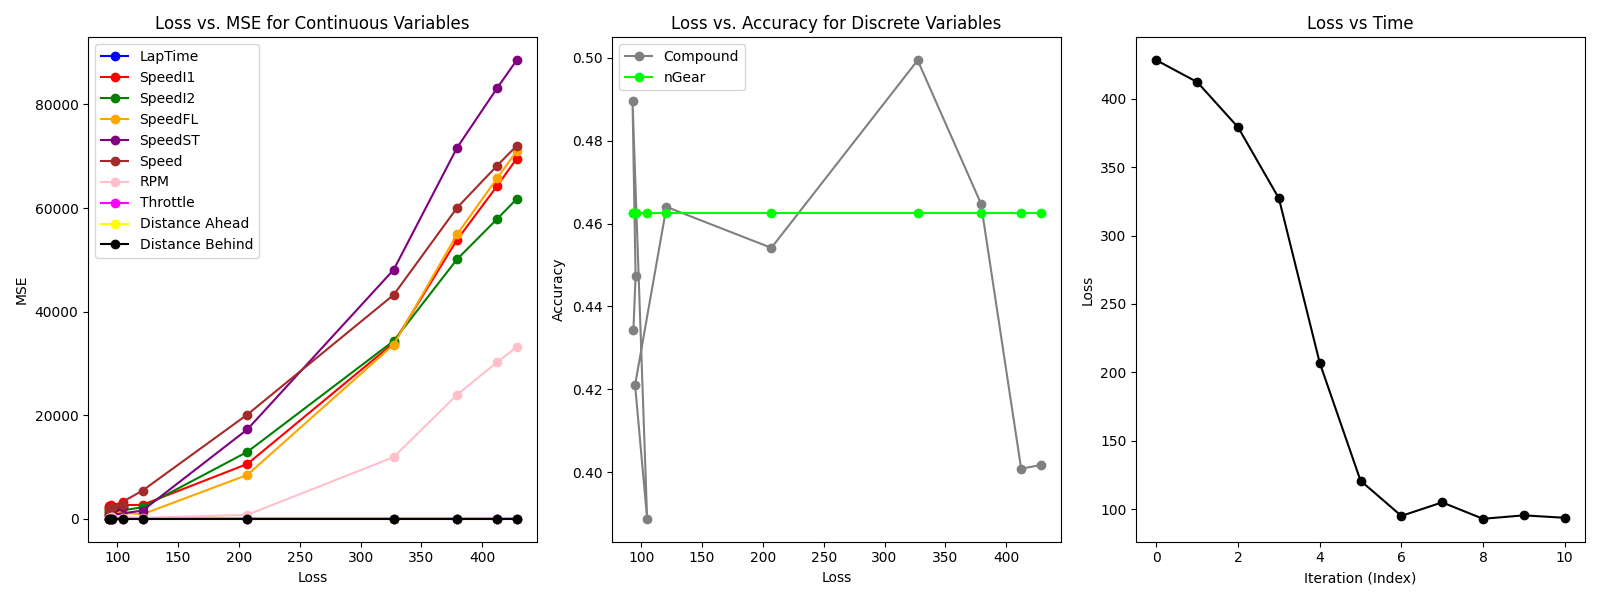 Loss vs. MSE for Continuous Variables
MSE
80000
60000
40000
20000
0
LapTime
SpeedI1
SpeedI2
SpeedFL
SpeedST
Speed
RPM
Throttle
Distance Ahead
Distance Behind
100 150 200 250 300 350 400
Loss
Loss vs. Accuracy for Discrete Variables
Accuracy
0.50
0.48
0.46
0.44
0.42
0.40
Compound
nGear
100 150 200 250 300 350 400
Loss
Loss vs Time
Loss
400
350
300
250
200
150
100
0 2 4 6 8 10
Iteration (Index)